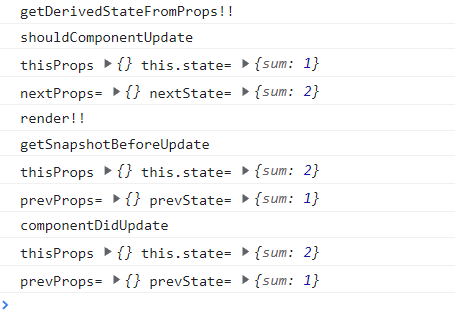 getDerivedStateFromProps!!
shouldComponentUpdate
thisProps ▶{} this.state= ▶{sum: 1}
nextProps= ▶{} nextState= ▶{sum: 2}
render!!
getSnapshotBeforeUpdate
thisProps ▶{} this.state= ▶{sum: 2}
prevProps= ▶{} prevState= ▶{sum: 1}
componentDidUpdate
thisProps ▶{} this.state= ▶{sum: 2}
prevProps= ▶{} prevState= ▶{sum: 1}